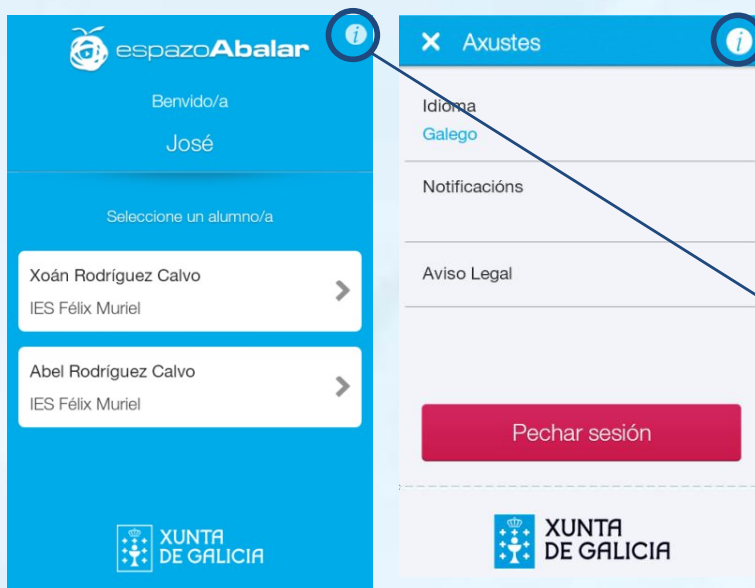 espazoAbalar
i
Benvido/a
José
Seleccione un alumno/a
Xoán Rodríguez Calvo
IES Félix Muriel
Abel Rodríguez Calvo
IES Félix Muriel
XUNTA
DE GALICIA
× Axustes
i
Idioma
Galego
Notificacións
Aviso Legal
Pechar sesión
XUNTA
DE GALICIA